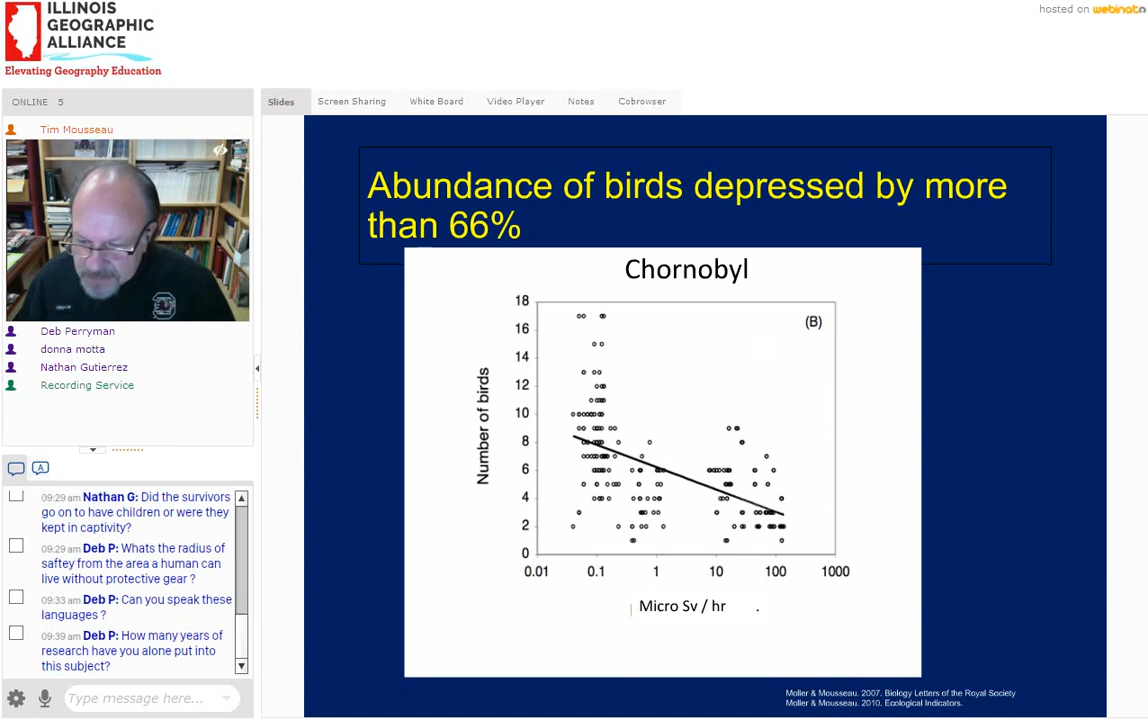 ILLINOIS
GEOGRAPHIC
ALLIANCE
Elevating Geography Education
hosted on webinato
ONLINE 5
Tim Mousseau
Deb Perryman
donna motta
Nathan Gutierrez
Recording Service
A
09:29 am Nathan G: Did the survivors
go on to have children or were they
kept in captivity?
09:29 am Deb P: Whats the radius of
saftey from the area a human can
live without protective gear ?
09:33 am Deb P: Can you speak these
languages ?
09:39 am Deb P: How many years of
research have you alone put into
this subject?
Type message here...
Slides
Screen Sharing
White Board
Video Player
Notes
Cobrowser
Abundance of birds depressed by more
than 66%
Chornobyl
(B)
Number of birds
18
16
14
12
10
8
6
4
2
0
0.01 0.1 1 10 100 1000
Micro Sv / hr .
Moller & Mousseau. 2007. Biology Letters of the Royal Society
Moller & Mousseau. 2010. Ecological Indicators.